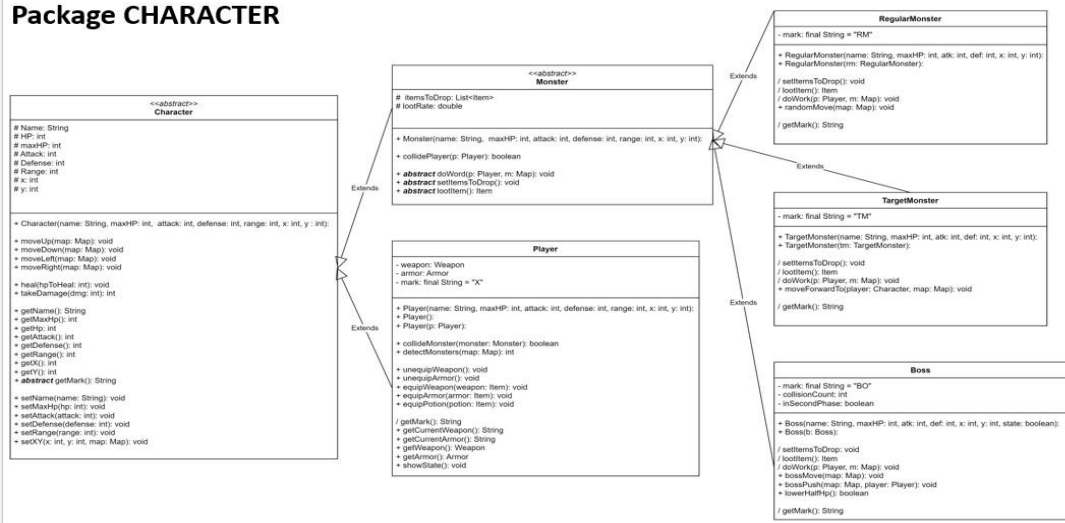 Package CHARACTER
<<abstract>>
Character
# Name: String
# HP: int
# maxHP: int
# Attack: int
# Defense: int
# Range: int
# x: int
# y: int
+ Character(name: String, maxHP: int, attack: int, defense: int, range: int, x: int, y : int):
+ moveUp(map: Map): void
+ moveDown(map: Map): void
+ moveLeft(map: Map): void
+ moveRight(map: Map): void
+ heal(hpToHeal: int): void
+ takeDamage(dmg: int): int
+ getName(): String
+ getMaxHp(): int
+ getHp: int
+ getAttack(): int
+ getDefense(): int
+ getRange(): int
+ getX(): int
+ getY(): int
+ abstract getMark(): String
+ setName(name: String): void
+ setMaxHp(hp: int): void
+ setAttack(attack: int): void
+ setDefense(defense: int): void
+ setRange(range: int): void
+ setXY(x: int, y: int, map: Map): void
Extends
Extends
<<abstract>>
Monster
# itemsToDrop: List<Item>
# lootRate: double
+ Monster(name: String, maxHP: int, attack: int, defense: int, range: int, x: int, y: int):
+ collidePlayer(p: Player): boolean
+ abstract doWord(p: Player, m: Map): void
+ abstract setItemsToDrop(): void
+ abstract lootItem(): Item
Player
- weapon: Weapon
- armor: Armor
- mark: final String = "X"
+ Player(name: String, maxHP: int, attack: int, defense: int, range: int, x: int, y: int):
+ Player():
+ Player(p: Player):
+ collideMonster(monster: Monster): boolean
+ detectMonsters(map: Map): int
+ unequipWeapon(): void
+ unequipArmor(): void
+ equipWeapon(weapon: Item): void
+ equipArmor(armor: Item): void
+ equipPotion(potion: Item): void
/ getMark(): String
+ getCurrentWeapon(): String
+ getCurrentArmor(): String
+ getWeapon(): Weapon
+ getArmor(): Armor
+ showState(): void
Extends
Extends
Extends
RegularMonster
- mark: final String = "RM"
+ RegularMonster(name: String, maxHP: int, atk: int, def: int, x: int, y: int):
+ RegularMonster(rm: RegularMonster):
/ setItemsToDrop(): void
/ lootItem(): Item
/ doWork(p: Player, m: Map): void
+ randomMove(map: Map): void
/ getMark(): String
TargetMonster
- mark: final String = "TM"
+ TargetMonster(name: String, maxHP: int, atk: int, def: int, x: int, y: int):
+ TargetMonster(tm: TargetMonster):
/ setItemsToDrop(): void
/ lootItem(): Item
/ doWork(p: Player, m: Map): void
+ moveForwardTo(player: Character, map: Map): void
/ getMark(): String
Boss
- mark: final String = "BO"
- collisionCount: int
- inSecondPhase: boolean
+ Boss(name: String, maxHP: int, atk: int, def: int, x: int, y: int, state: boolean):
+ Boss(b: Boss):
/ setItemsToDrop: void
/ lootItem(): Item
/ doWork(p: Player, m: Map): void
+ bossMove(map: Map): void
+ bossPush(map: Map, player: Player): void
+ lowerHalfHp(): boolean
/ getMark(): String